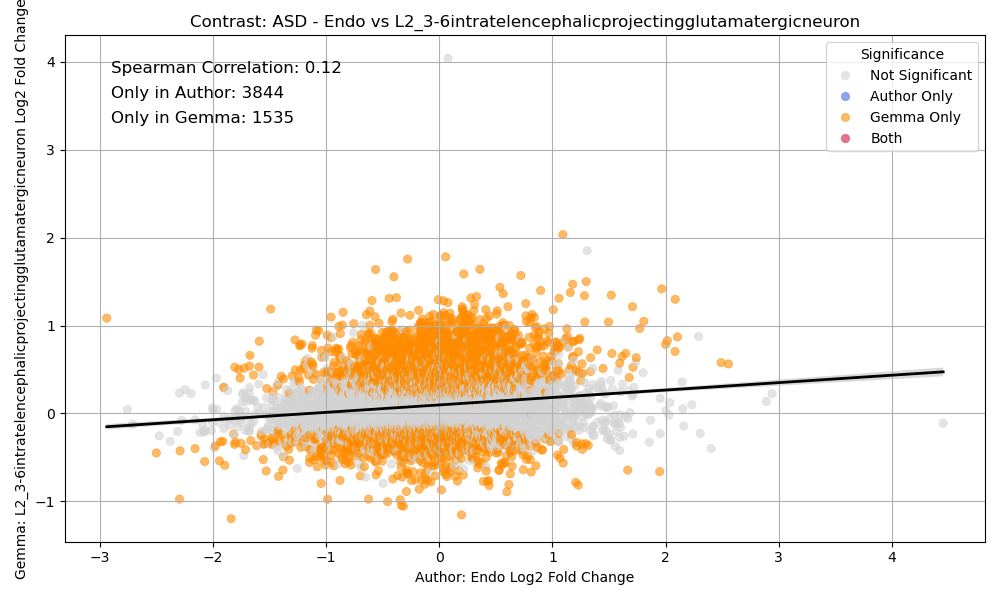 Contrast: ASD - Endo vs L2_3-6intratelencephalicprojectingglutamatergicneuron
Gemma: L2_3-6intratelencephalicprojectingglutamatergicneuron Log2 Fold Change
Spearman Correlation: 0.12
Only in Author: 3844
Only in Gemma: 1535
Significance
Not Significant
Author Only
Gemma Only
Both
4
3
2
1
0
−1
−3
−2
−1
0
1
2
3
4
Author: Endo Log2 Fold Change